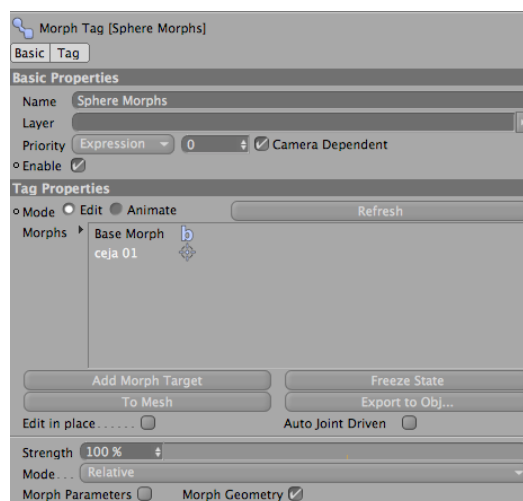 Morph Tag [Sphere Morphs]
Basic Tag
Basic Properties
Name Sphere Morphs
Layer
Priority Expression 0 Camera Dependent
Enable
Tag Properties
Mode Edit Animate Refresh
Morphs Base Morph b
ceja 01
Add Morph Target Freeze State
To Mesh Export to Obj...
Edit in place...... Auto Joint Driven
Strength 100 %
Mode... Relative
Morph Parameters Morph Geometry